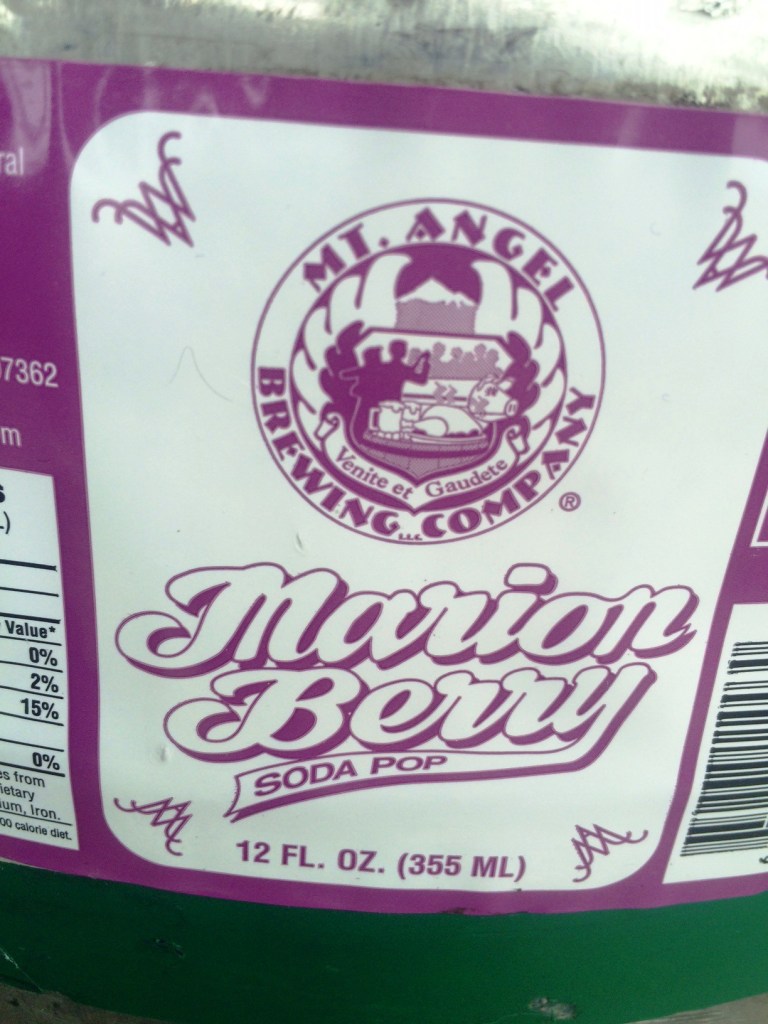 ral
7362
m
MT. ANGEL
BREWING COMPANY
LLC
®
Venite et Gaudete
Marion
Berry
SODA POP
12 FL. OZ. (355 ML)
Value*
0%
2%
15%
0%
es from
ietary
ium, Iron.
00 calorie diet.